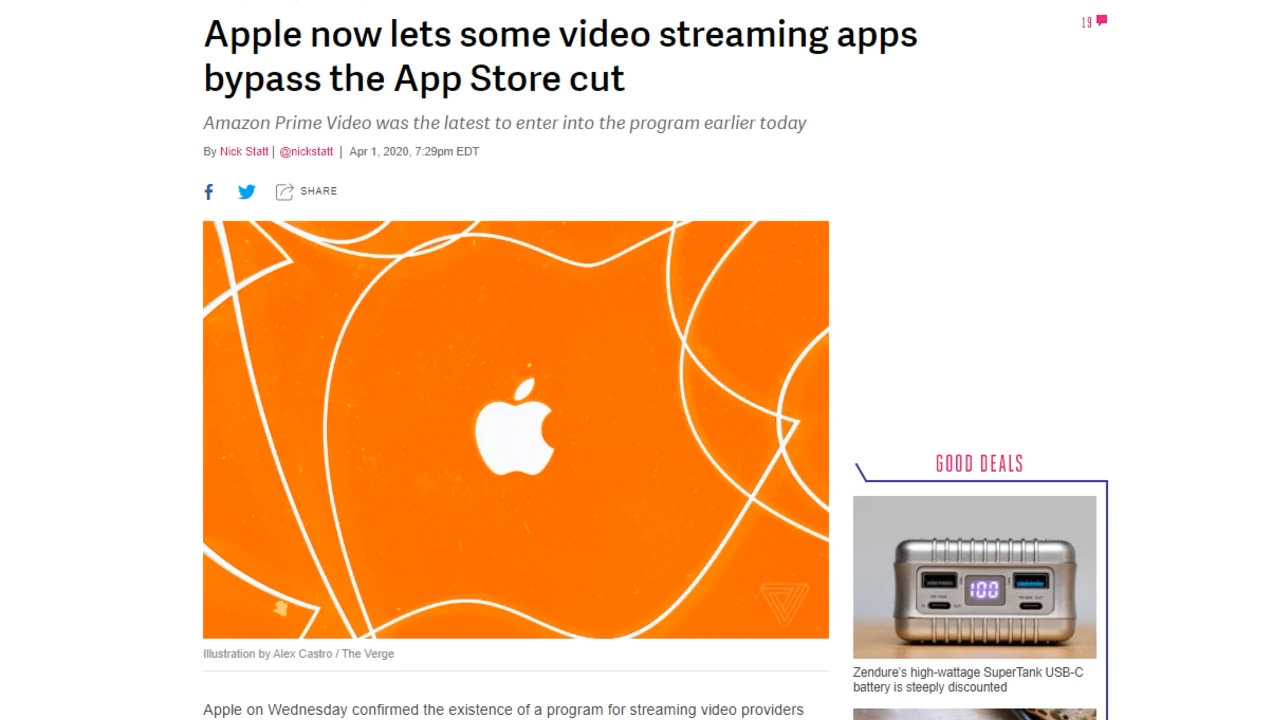 Apple now lets some video streaming apps
bypass the App Store cut
19
Amazon Prime Video was the latest to enter into the program earlier today
By Nick Statt | @nickstatt | Apr 1, 2020, 7:29pm EDT
SHARE
Illustration by Alex Castro / The Verge
Apple on Wednesday confirmed the existence of a program for streaming video providers
GOOD DEALS
100
Zendure's high-wattage SuperTank USB-C
battery is steeply discounted